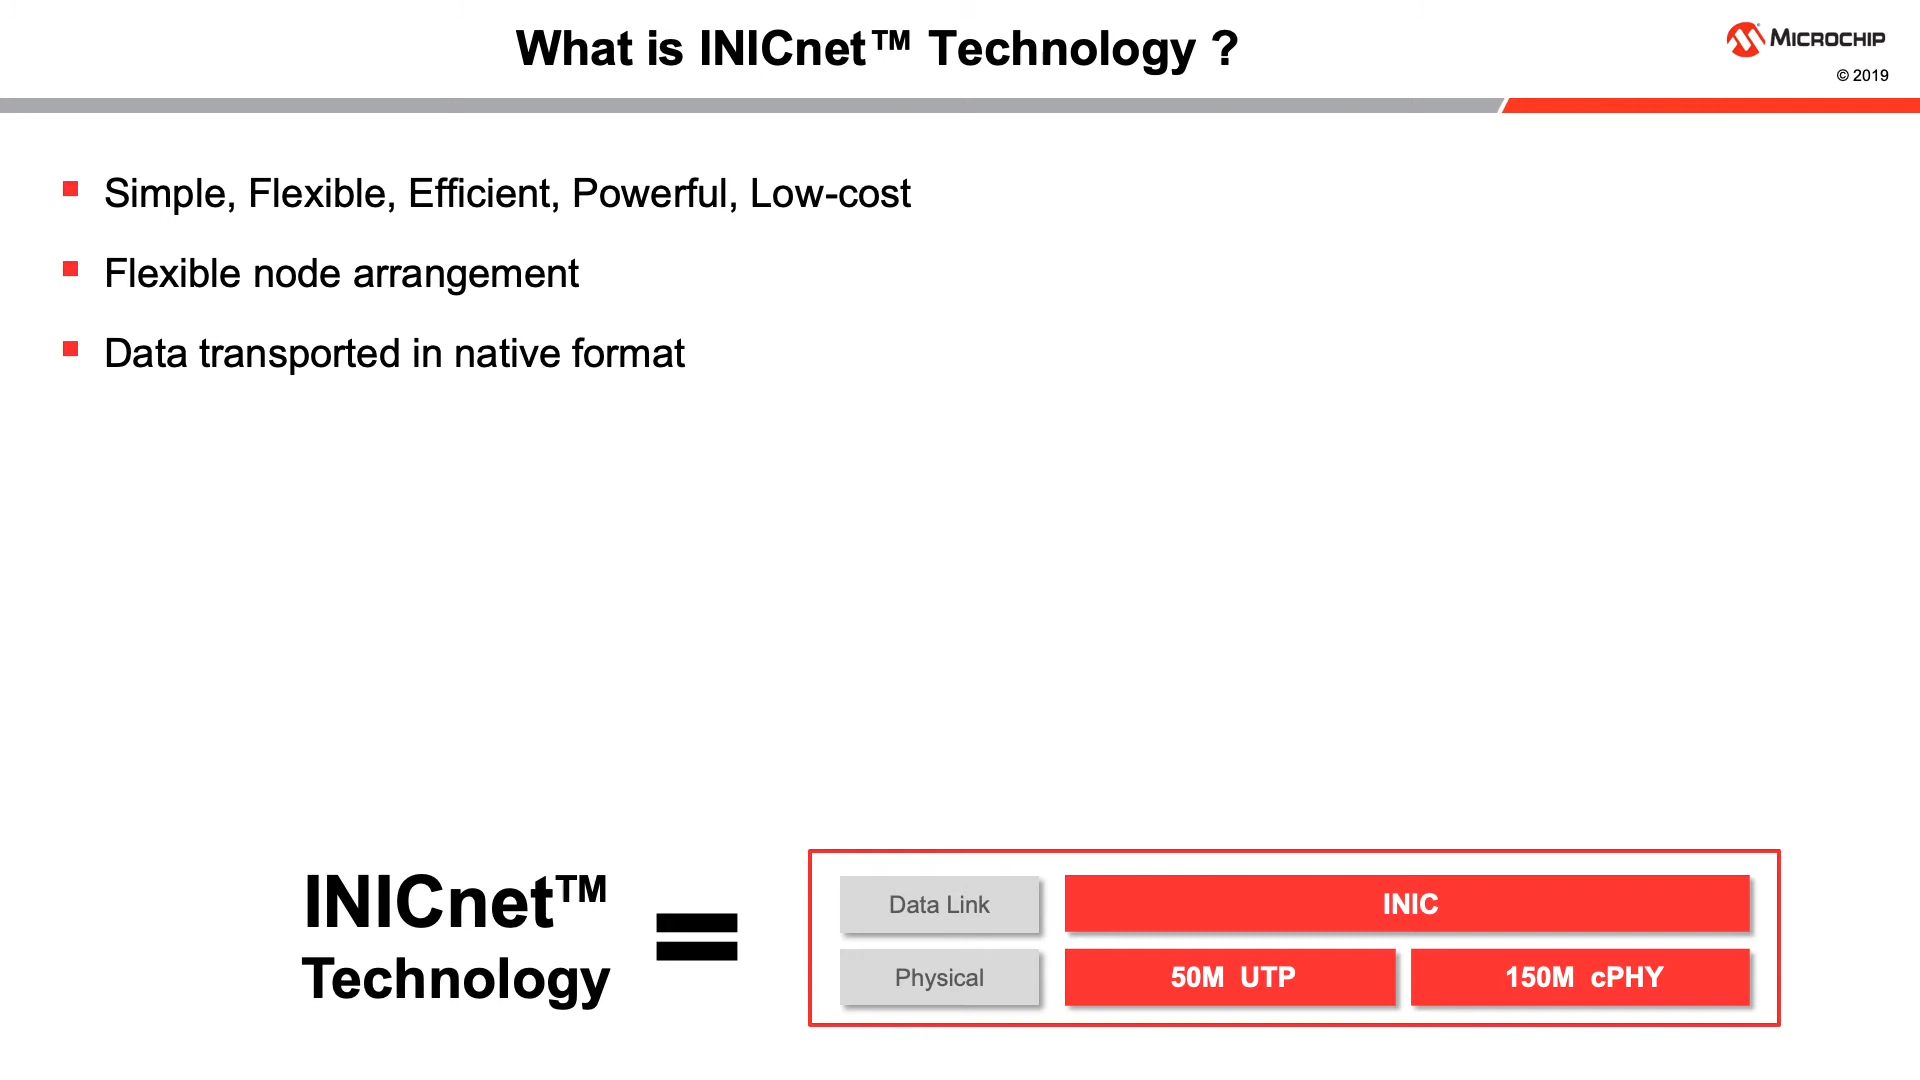 What is INICnet™ Technology ?
MICROCHIP
© 2019
Simple, Flexible, Efficient, Powerful, Low-cost
Flexible node arrangement
Data transported in native format
INICnet™
Technology
=
Data Link
INIC
Physical
50M UTP
150M cPHY